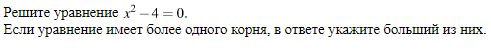 Решите уравнение x² − 4 = 0.
Если уравнение имеет более одного корня, в ответе укажите больший из них.